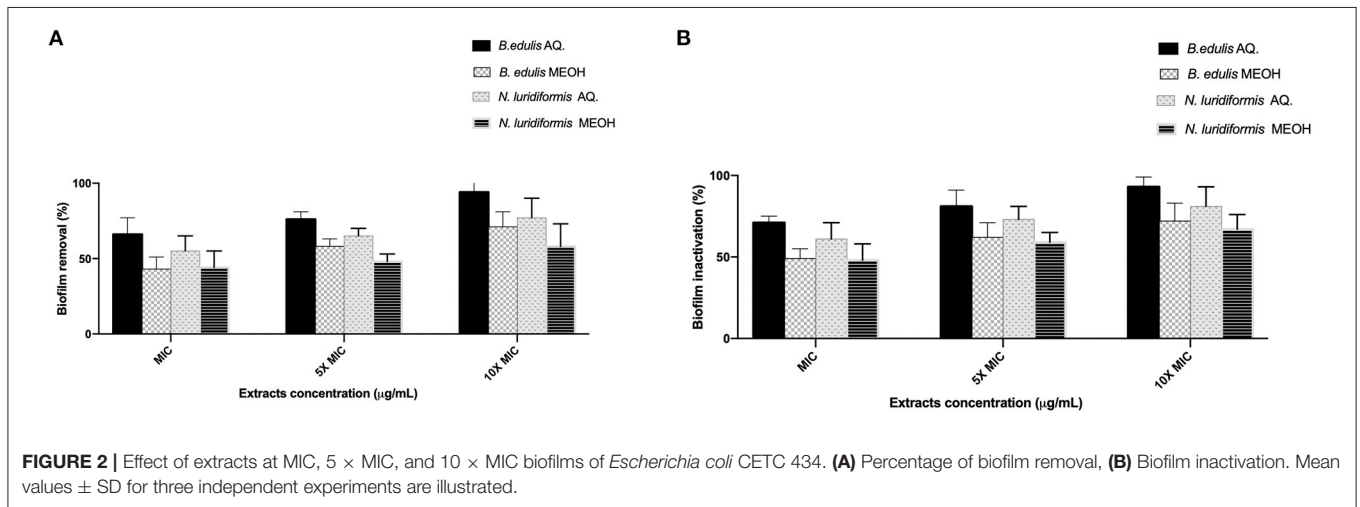 A
B.edulis AQ.
B. edulis MEOH
N. luridiformis AQ.
N. luridiformis MEOH
Biofilm removal (%)
100
50
0
MIC
5X MIC
10X MIC
Extracts concentration (μg/mL)
B
B.edulis AQ.
B. edulis MEOH
N. luridiformis AQ.
N. luridiformis MEOH
Biofilm inactivation (%)
100
50
0
MIC
5X MIC
10X MIC
Extracts concentration (μg/mL)
FIGURE 2 | Effect of extracts at MIC, 5 × MIC, and 10 × MIC biofilms of Escherichia coli CETC 434. (A) Percentage of biofilm removal, (B) Biofilm inactivation. Mean
values ± SD for three independent experiments are illustrated.